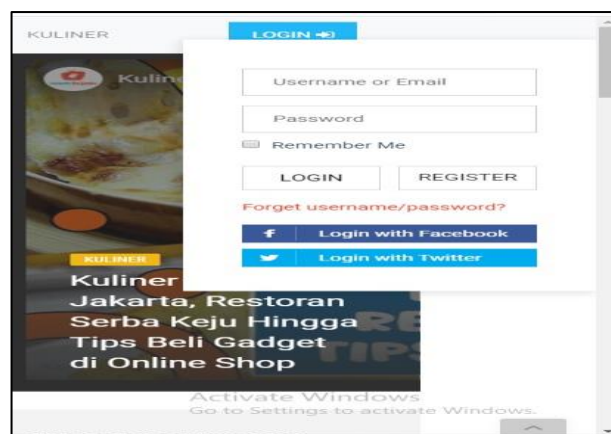 KULINER
LOGIN
Kuline
Username or Email
Password
Remember Me
LOGIN
REGISTER
Forget username/password?
f Login with Facebook
Login with Twitter
KULINER
Kuliner
Jakarta, Restoran
Serba Keju Hingga
Tips Beli Gadget
di Online Shop
TIPS
Activate Windows
Go to Settings to activate Windows.